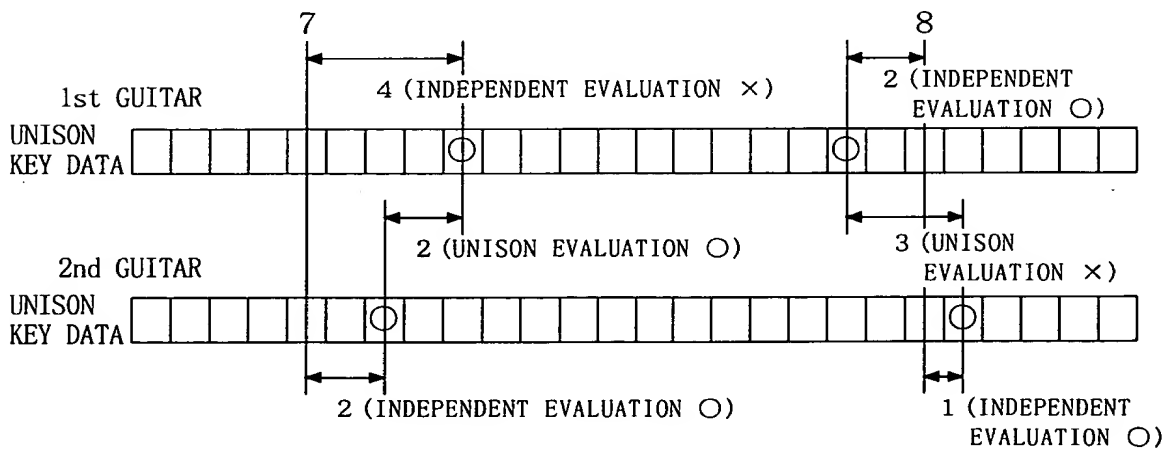 7 8
4 (INDEPENDENT EVALUATION ×)
2 (INDEPENDENT
EVALUATION ○)
1st GUITAR
UNISON
KEY DATA
2 (UNISON EVALUATION ○)
3 (UNISON
EVALUATION ×)
2nd GUITAR
UNISON
KEY DATA
2 (INDEPENDENT EVALUATION ○)
1 (INDEPENDENT
EVALUATION ○)